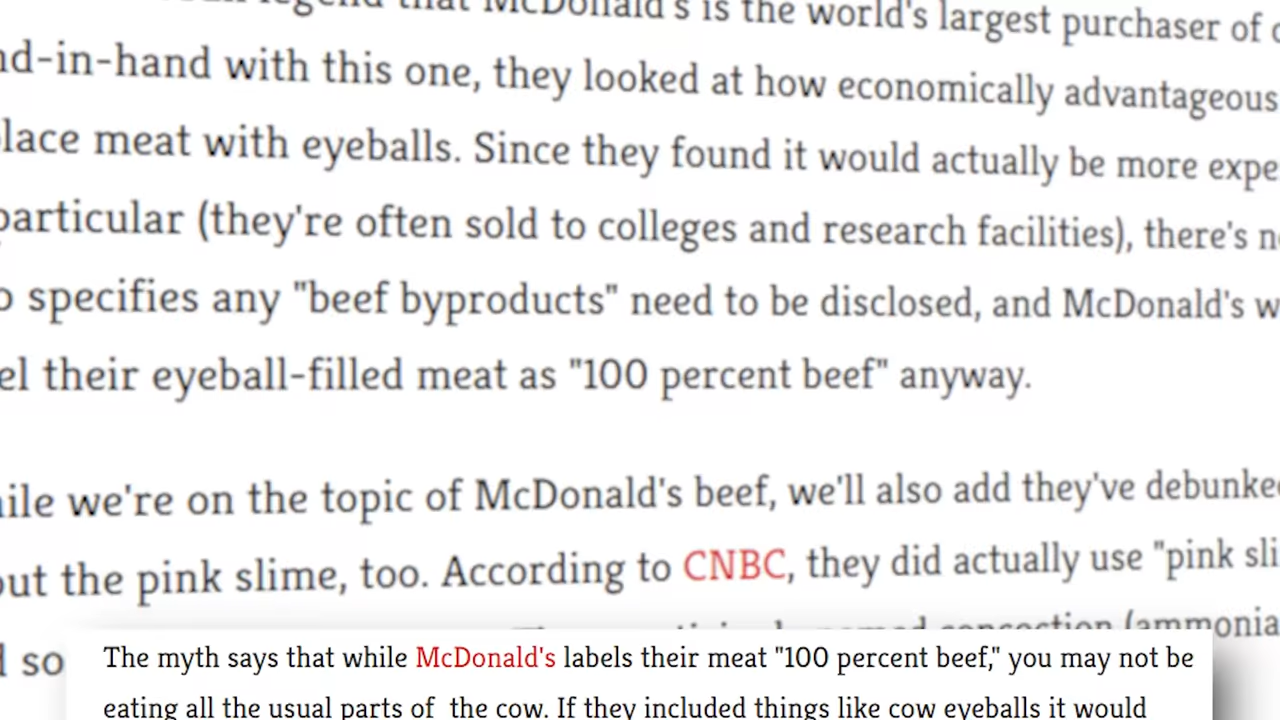 legend that McDonald's is the world's largest purchaser of
nd-in-hand with this one, they looked at how economically advantageous
lace meat with eyeballs. Since they found it would actually be more expe
particular (they're often sold to colleges and research facilities), there's n
o specifies any "beef byproducts" need to be disclosed, and McDonald's w
el their eyeball-filled meat as "100 percent beef" anyway.
ile we're on the topic of McDonald's beef, we'll also add they've debunke
out the pink slime, too. According to CNBC, they did actually use "pink sli
concoction (ammonia
so
The myth says that while McDonald's labels their meat "100 percent beef," you may not be
eating all the usual parts of the cow. If they included things like cow eyeballs it would